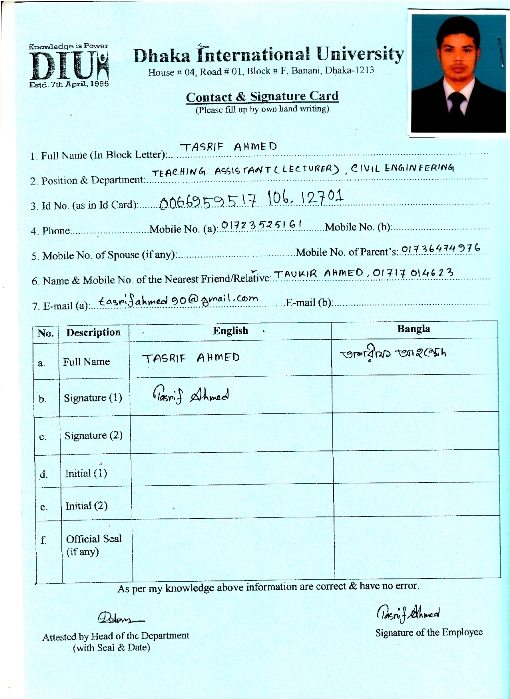 Knowledge is Power
DIU
Estd. 7th April, 1995
Dhaka International University
House # 04, Road # 01, Block # F, Banani, Dhaka-1213
Contact & Signature Card
(Please fill up by own hand writing)
1. Full Name (In Block Letter):.. TASRIF AHMED
2. Position & Department: TEACHING ASSISTANT (LECTURER), CIVIL ENGINEERING
3. Id No. (as in Id Card):..... 0066959517 106.12701
4. Phone....................Mobile No. (a): 01723525161 ........Mobile No. (h):....................
5. Mobile No. of Spouse (if any):....................Mobile No. of Parent's: 01736474976
6. Name & Mobile No. of the Nearest Friend/Relative: TAUKIR AHMED, 01717014623
7. E-mail (a): tasrifahmed90@gmail.com .......E-mail (b):....................
No. Description English Bangla
a. Full Name TASRIF AHMED
b. Signature (1) Tasrif Ahmed
c. Signature (2)
d. Initial (1)
e. Initial (2)
f. Official Seal
(if any)
As per my knowledge above information are correct & have no error.
Tasrif Ahmed
Attested by Head of the Department Signature of the Employee
(with Seal & Date)